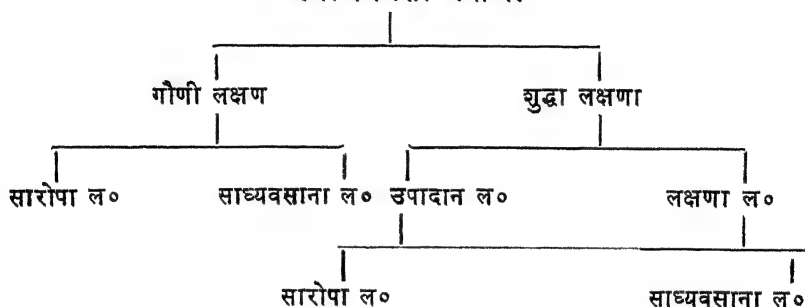 गौणी लक्षण शुद्धा लक्षणा
सारोपा ल० साध्यवसाना ल० उपादान ल० लक्षणा ल०
सारोपा ल० साध्यवसाना ल०